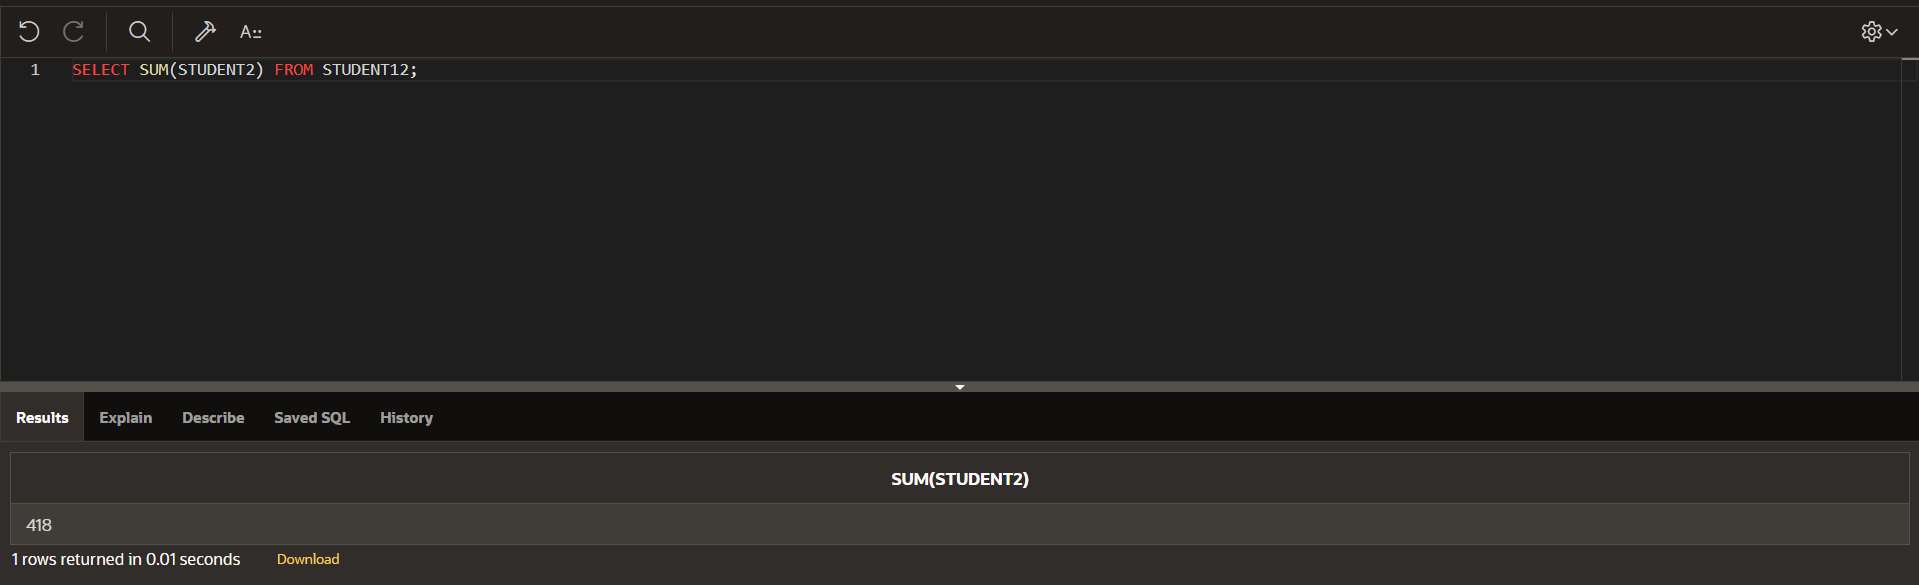 A::
1 SELECT SUM(STUDENT2) FROM STUDENT12;
Results Explain Describe Saved SQL History
SUM(STUDENT2)
418
1 rows returned in 0.01 seconds Download